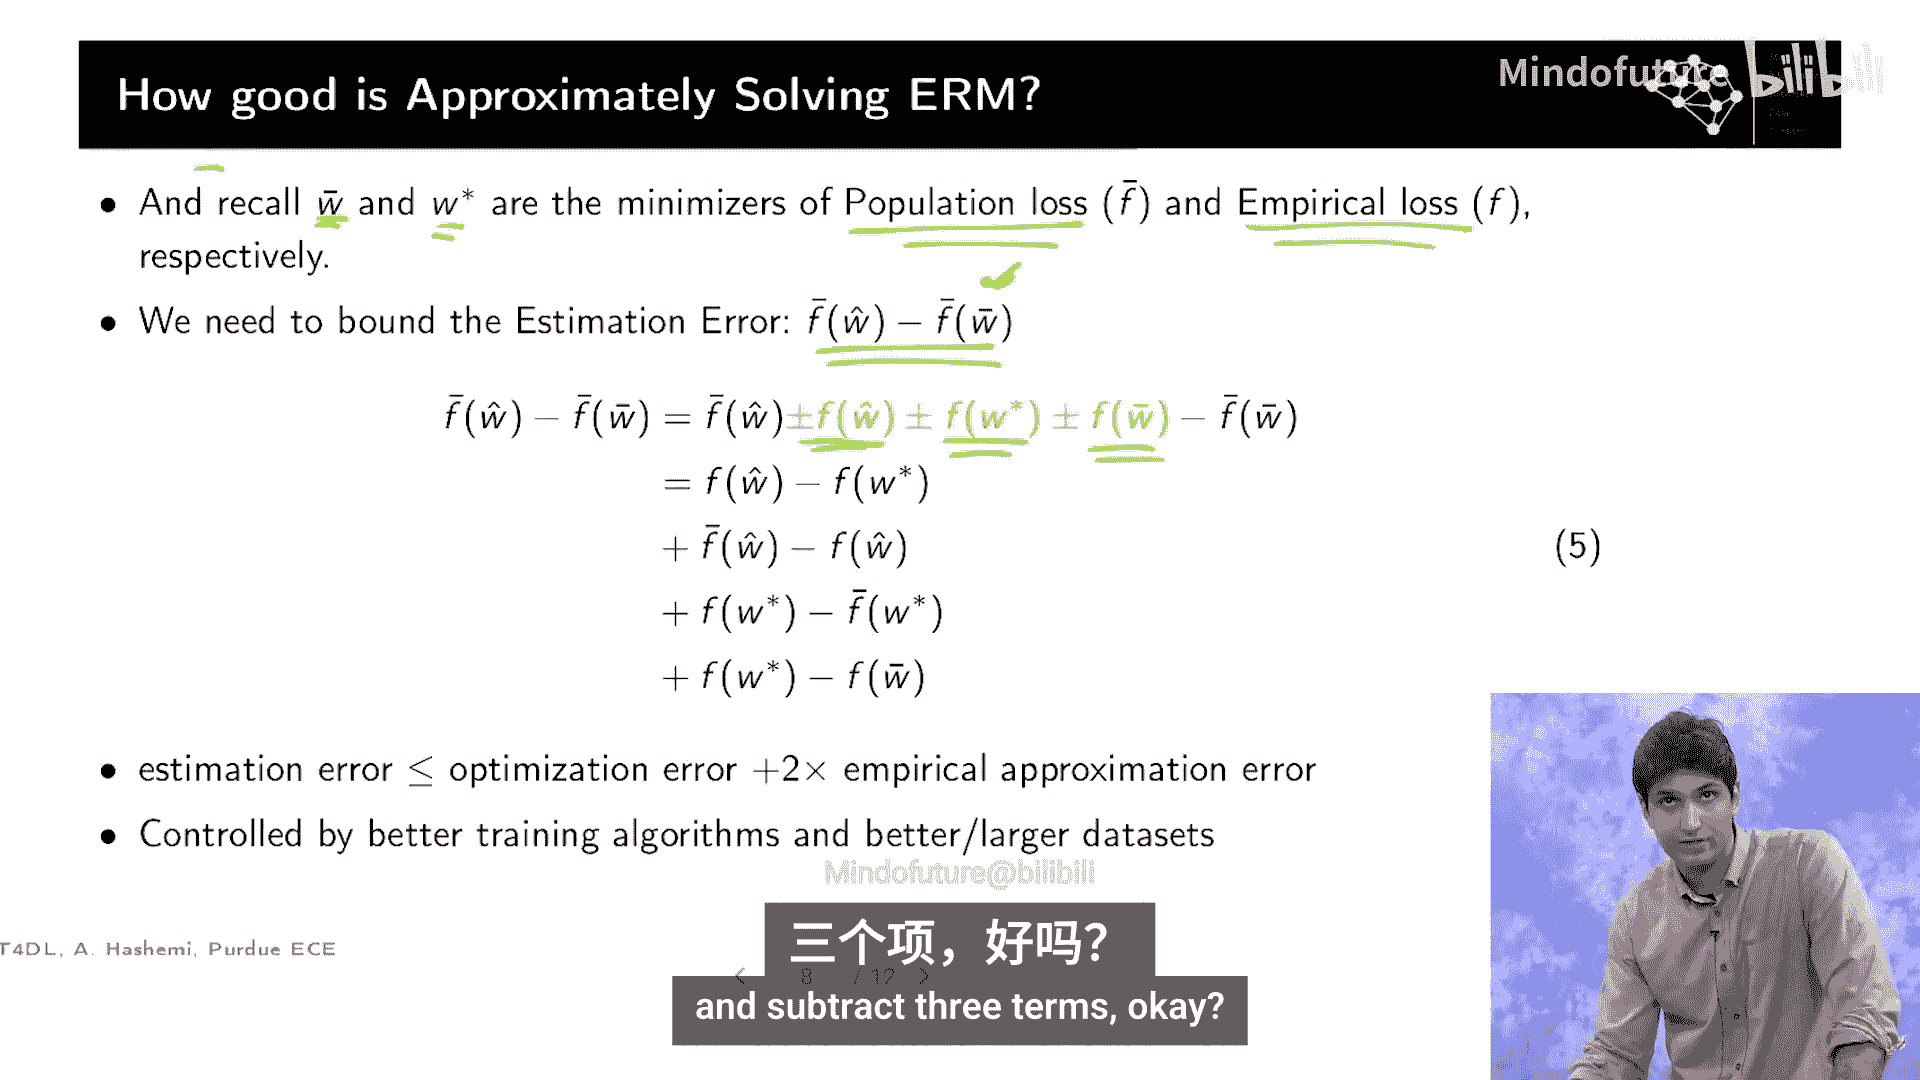 How good is Approximately Solving ERM?
Mindofuture
bilibili
• And recall w̄ and w* are the minimizers of Population loss (f̄) and Empirical loss (f),
respectively.
• We need to bound the Estimation Error: f̄(ŵ) − f̄(w̄)
f̄(ŵ) − f̄(w̄) = f̄(ŵ)±f(ŵ) ± f(w*) ± f(w̄) − f̄(w̄)
= f(ŵ) − f(w*)
+ f̄(ŵ) − f(ŵ)
(5)
+ f(w*) − f̄(w*)
+ f(w*) − f(w̄)
• estimation error ≤ optimization error +2× empirical approximation error
• Controlled by better training algorithms and better/larger datasets
Mindofuture@bilibili
三个项，好吗？
T4DL, A. Hashemi, Purdue ECE
8 / 12
and subtract three terms, okay?